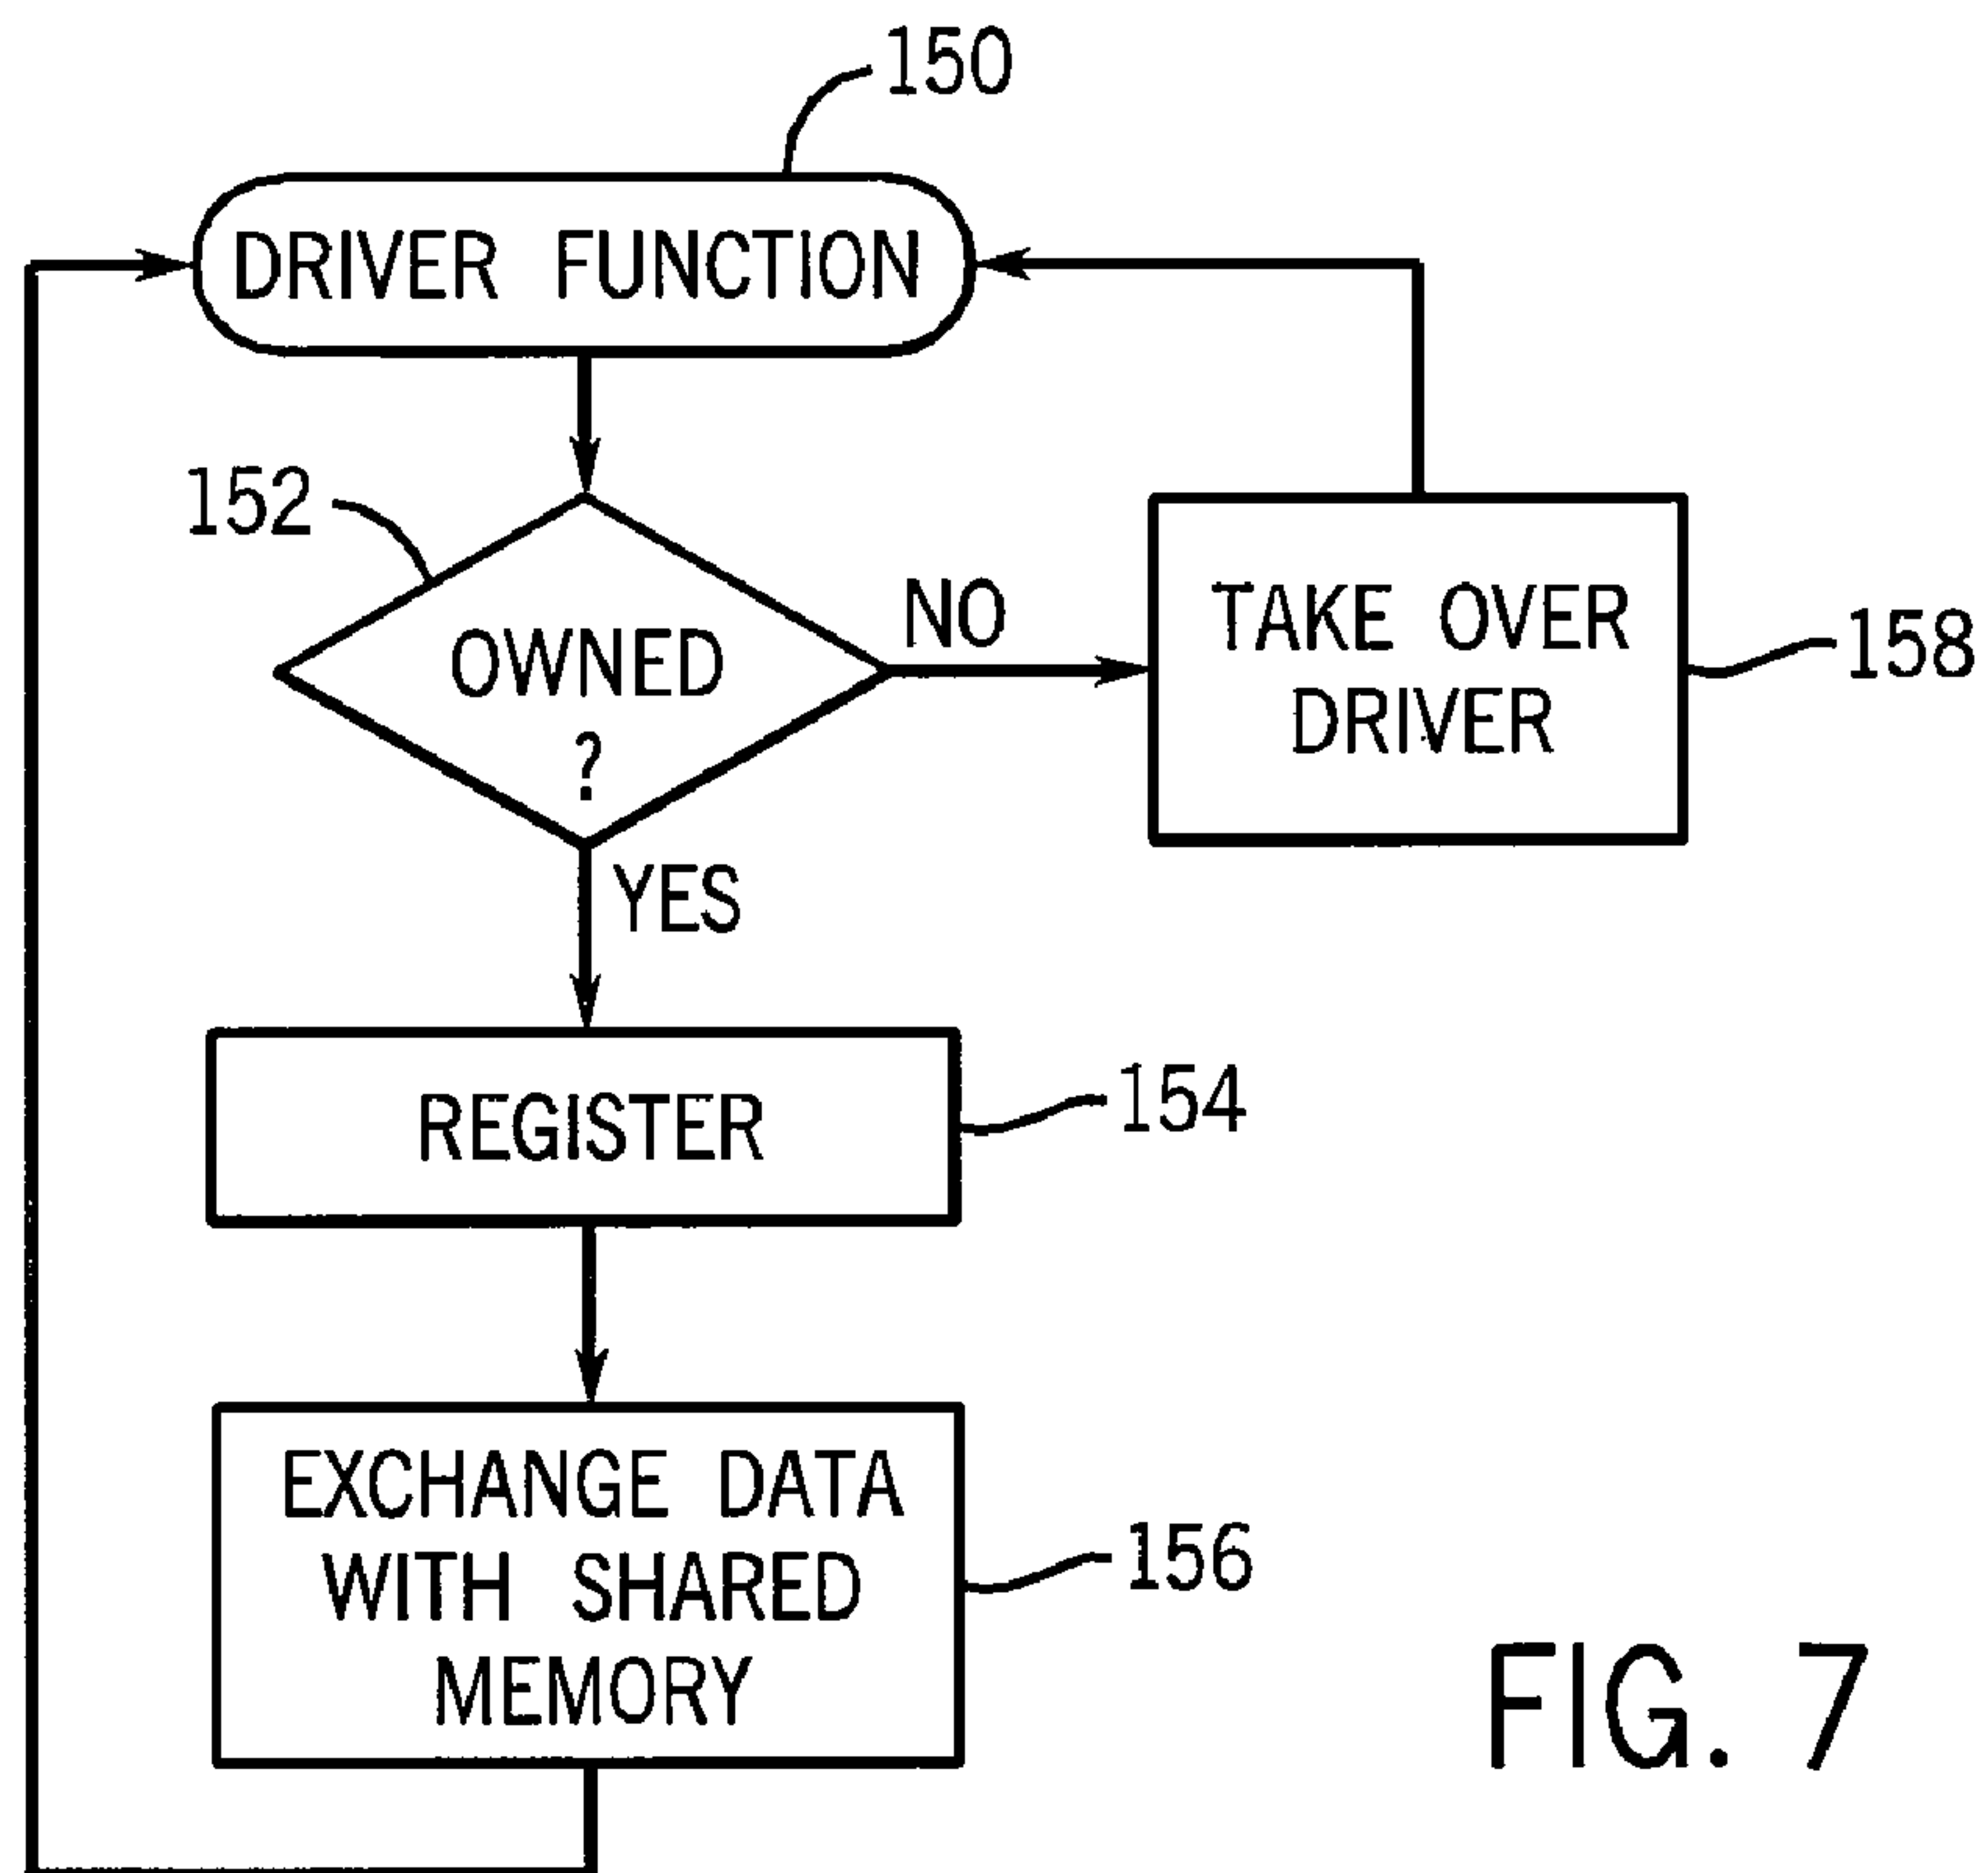 150
DRIVER FUNCTION
152
OWNED
?
NO
TAKE OVER
DRIVER
158
YES
REGISTER
154
EXCHANGE DATA
WITH SHARED
MEMORY
156
FIG. 7